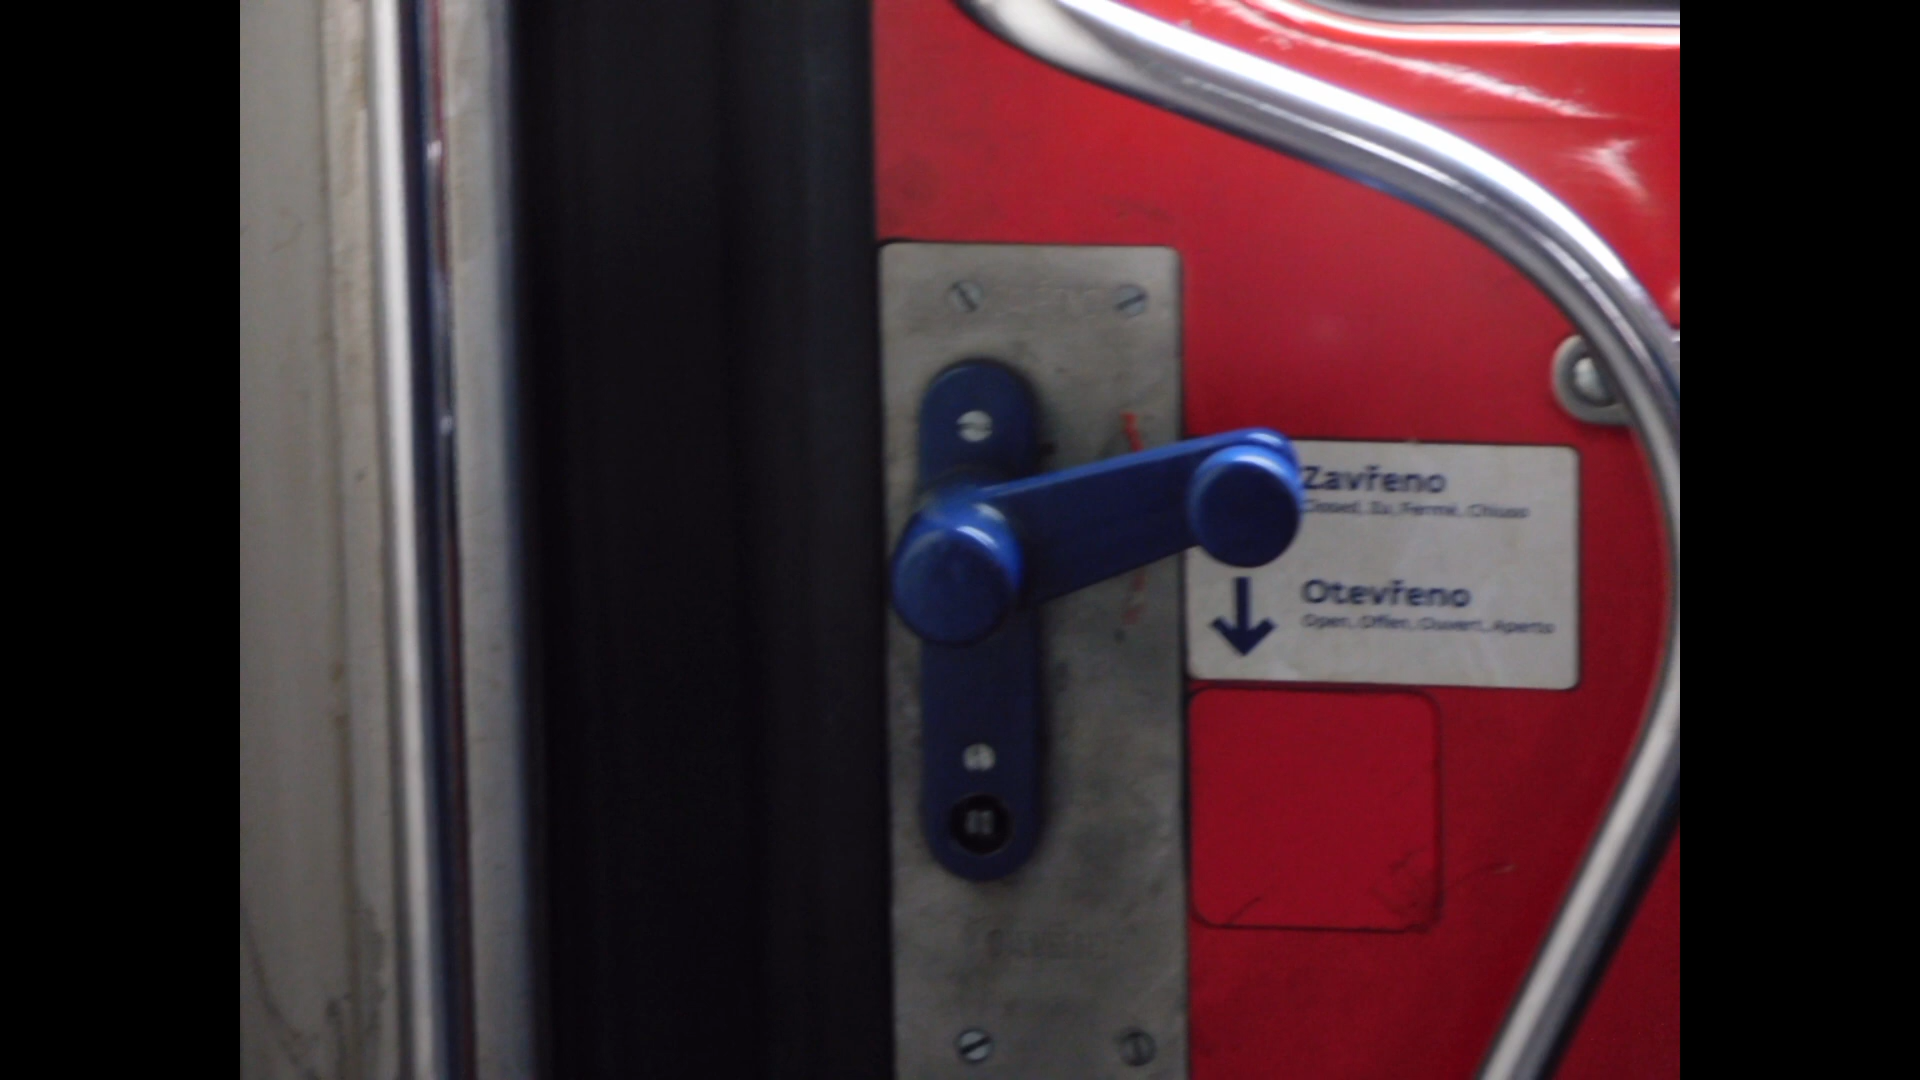 Zavřeno
Closed, Zu, Fermé, Chiuso
Otevřeno
Open, Offen, Ouvert, Aperto